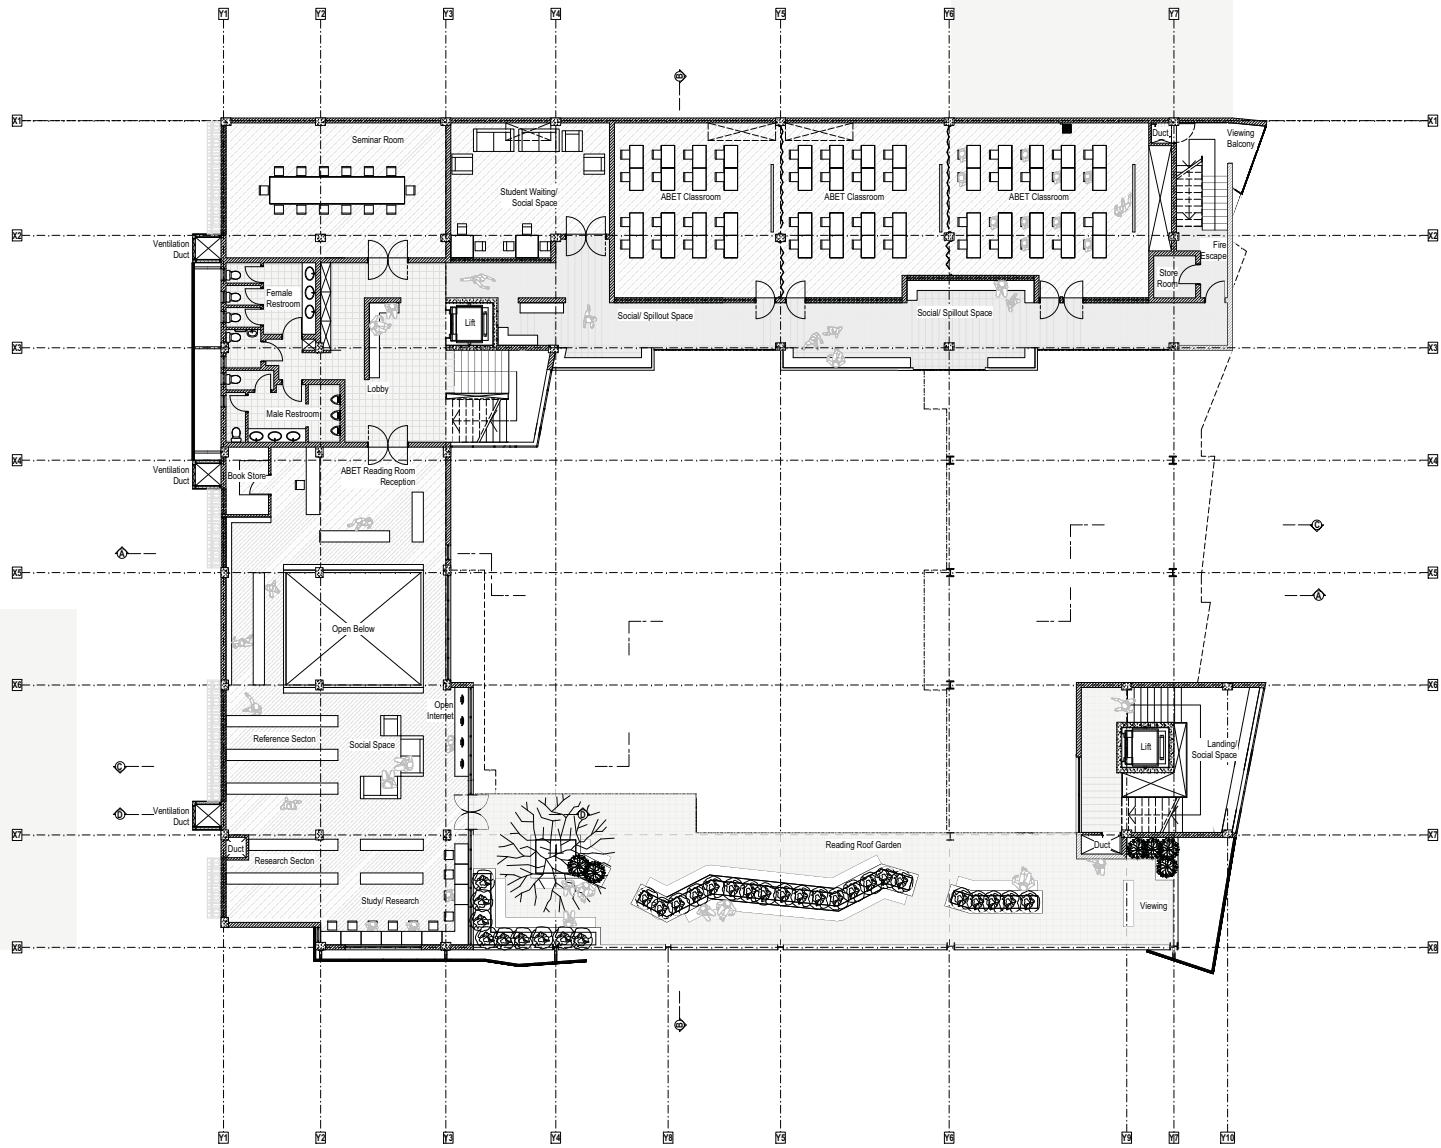 Y1 Y2 Y3 Y4 Y5 Y6 Y7
B
X1 X1
Seminar Room
Duct
Viewing
Balcony
Student Waiting/
Social Space
ABET Classroom
ABET Classroom
ABET Classroom
X2 X2
Ventilation
Duct
Fire
Escape
Store
Room
Female
Restroom
Lift
Social/ Spillout Space
Social/ Spillout Space
X3 X3
Lobby
Male Restroom
X4 X4
Ventilation
Duct
Book Store
ABET Reading Room
Reception
C
A
X5 X5
A
Open Below
X6 X6
Open
Internet
Reference Secton
Social Space
Lift
Landing/
Social Space
C
D
Ventilation
Duct
D
X7 X7
Duct
Research Secton
Reading Roof Garden
Duct
Study/ Research
Viewing
X8 X8
B
Y1 Y2 Y3 Y4 Y8 Y5 Y6 Y9 Y7 Y10